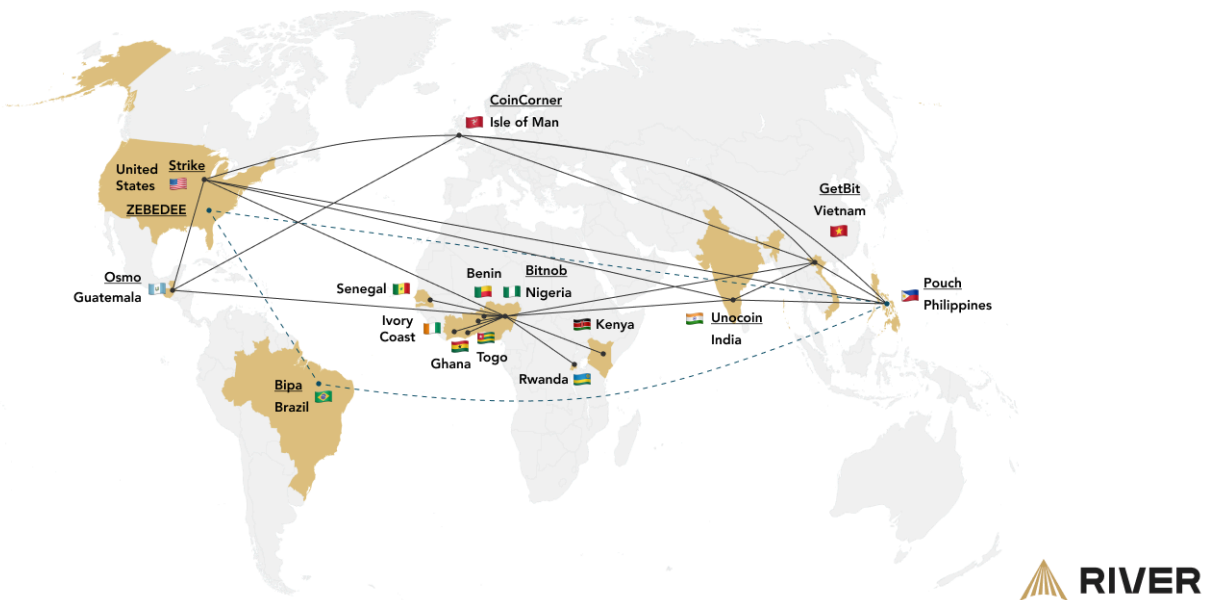 CoinCorner
Isle of Man
United
States
Strike
ZEBEDEE
GetBit
Vietnam
Osmo
Guatemala
Senegal
Benin
Bitnob
Nigeria
Pouch
Philippines
Ivory
Coast
Kenya
Unocoin
India
Ghana
Togo
Rwanda
Bipa
Brazil
RIVER